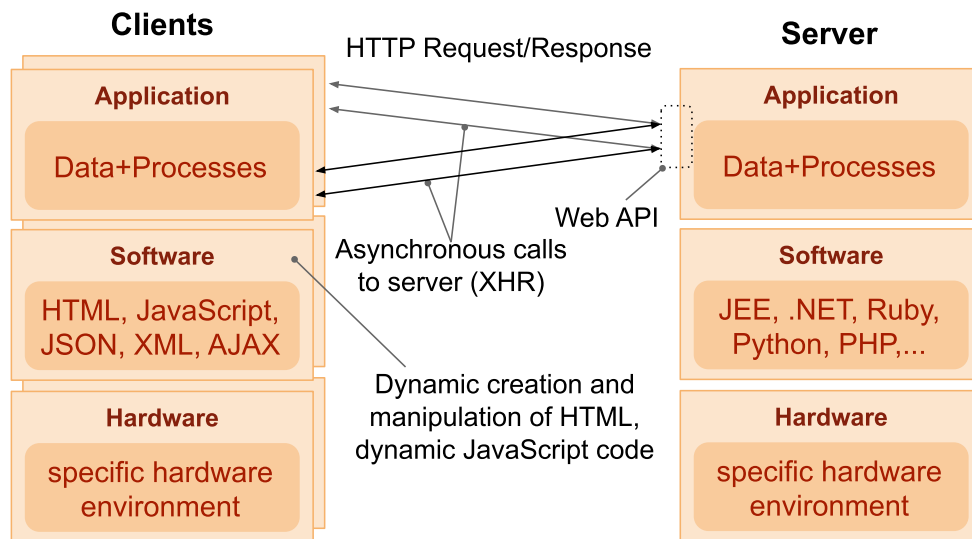 Clients
Server
HTTP Request/Response
Application
Data+Processes
Application
Data+Processes
Web API
Asynchronous calls
to server (XHR)
Software
HTML, JavaScript,
JSON, XML, AJAX
Software
JEE, .NET, Ruby,
Python, PHP,...
Dynamic creation and
manipulation of HTML,
dynamic JavaScript code
Hardware
specific hardware
environment
Hardware
specific hardware
environment